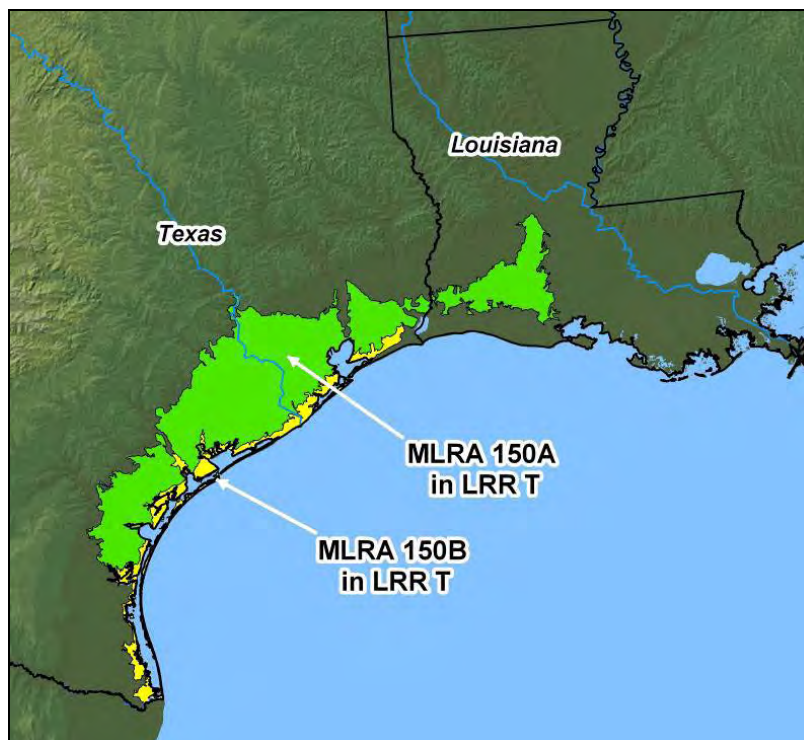 Louisiana
Texas
MLRA 150A
in LRR T
MLRA 150B
in LRR T